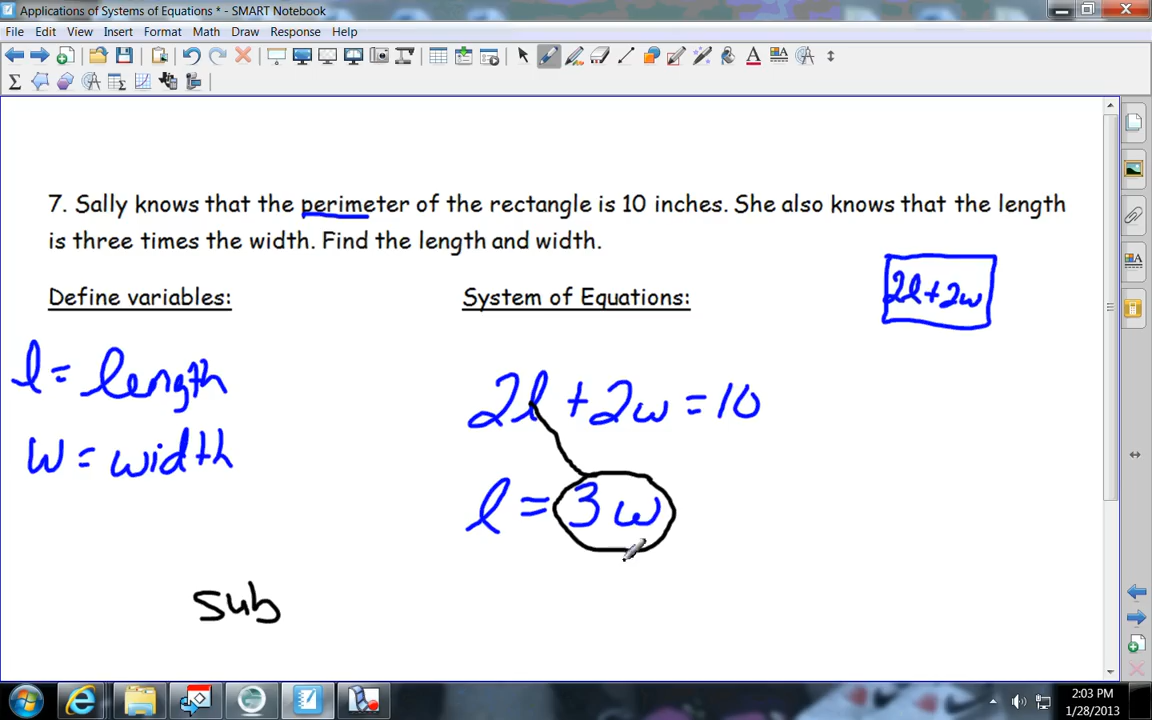 Applications of Systems of Equations * - SMART Notebook
File Edit View Insert Format Math Draw Response Help
7. Sally knows that the perimeter of the rectangle is 10 inches. She also knows that the length
is three times the width. Find the length and width.
2l+2w
Define variables: System of Equations:
l = length
2l + 2w = 10
w = width
l = 3w
sub
2:03 PM
1/28/2013